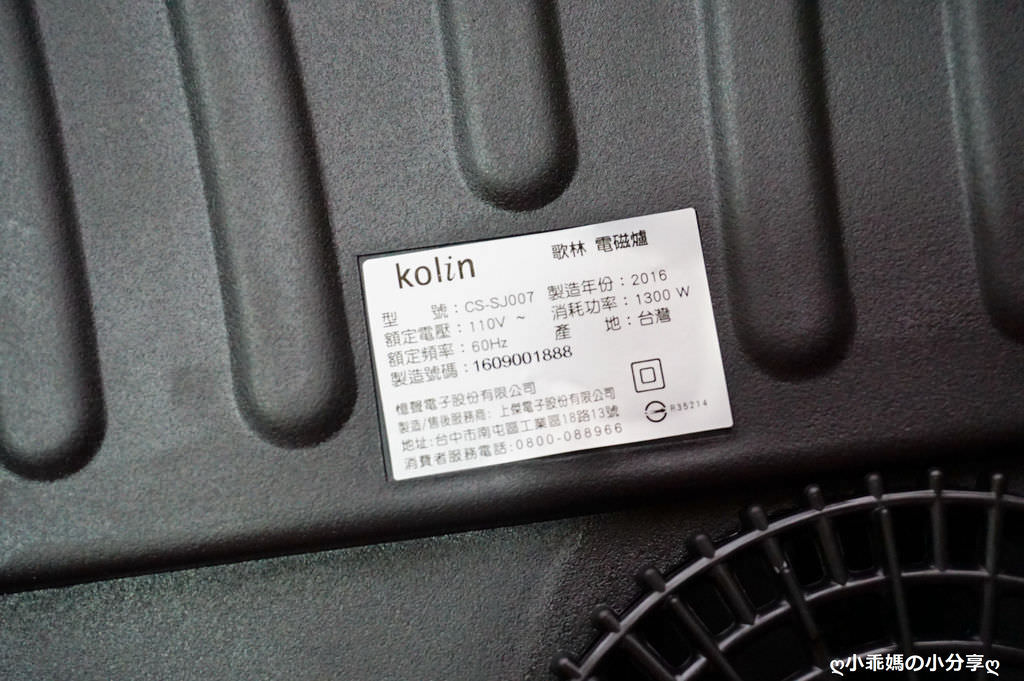 kolin 歌林 電磁爐
型 號：CS-SJ007 製造年份：2016
額定電壓：110V ~ 消耗功率：1300 W
額定頻率：60Hz 產 地：台灣
製造號碼：1609001888
憶聲電子股份有限公司
製造/售後服務商：上傑電子股份有限公司
地址：台中市南屯區工業區18路13號
消費者服務電話：0800-088966
R35214
ღ小乖媽の小分享ღ